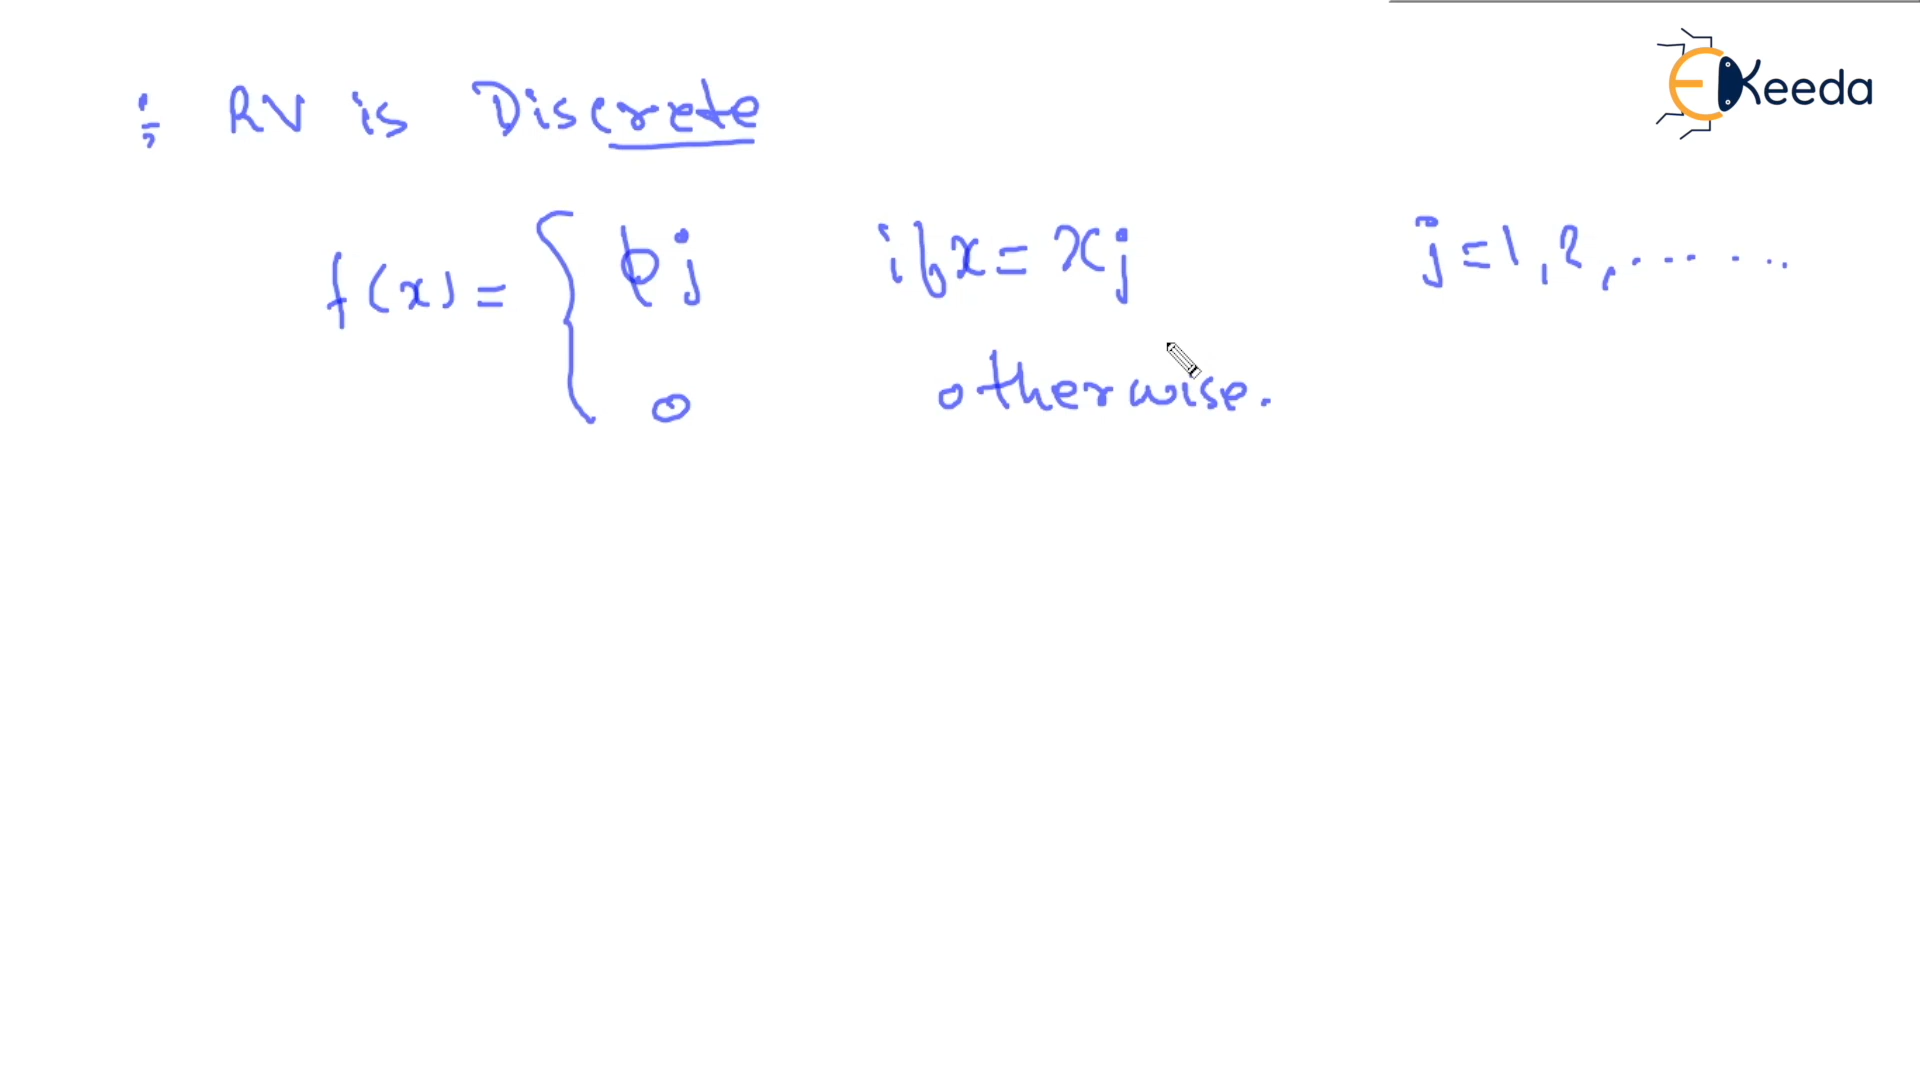 EKeeda
: RV is Discrete
f(x) = { pj if x = xj j = 1, 2, .......
0 otherwise.